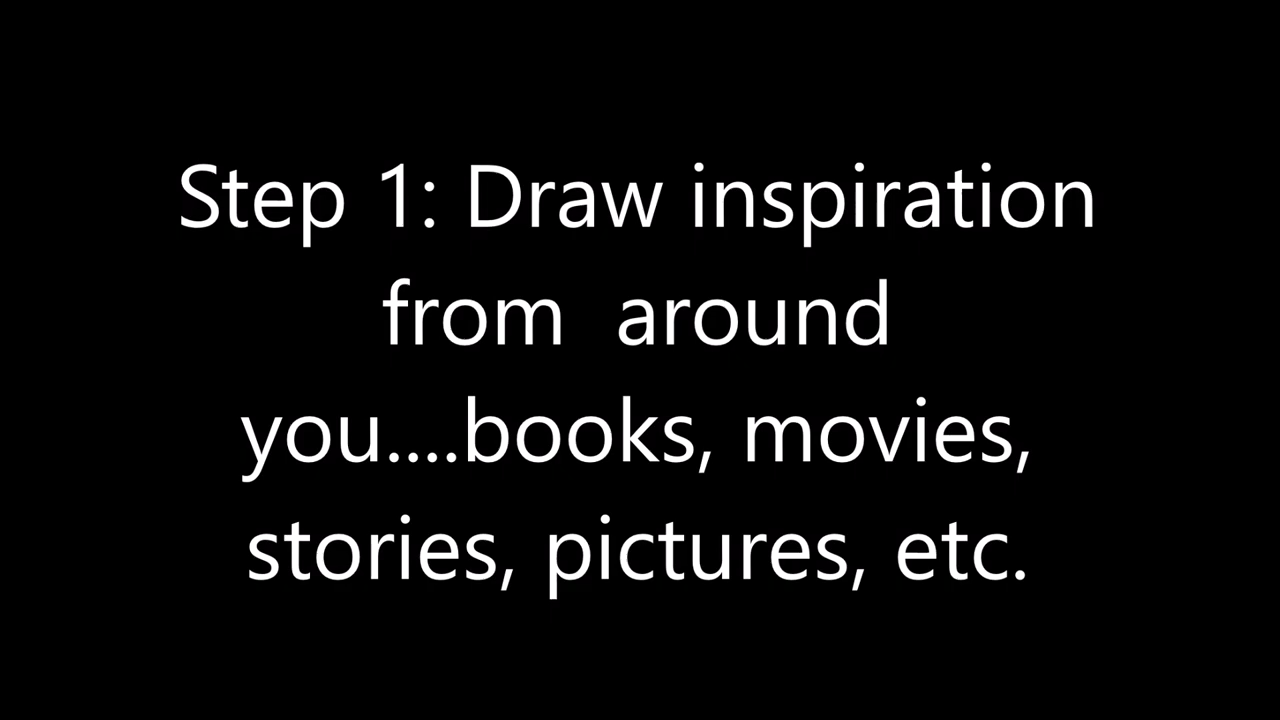 Step 1: Draw inspiration
from  around
you....books, movies,
stories, pictures, etc.